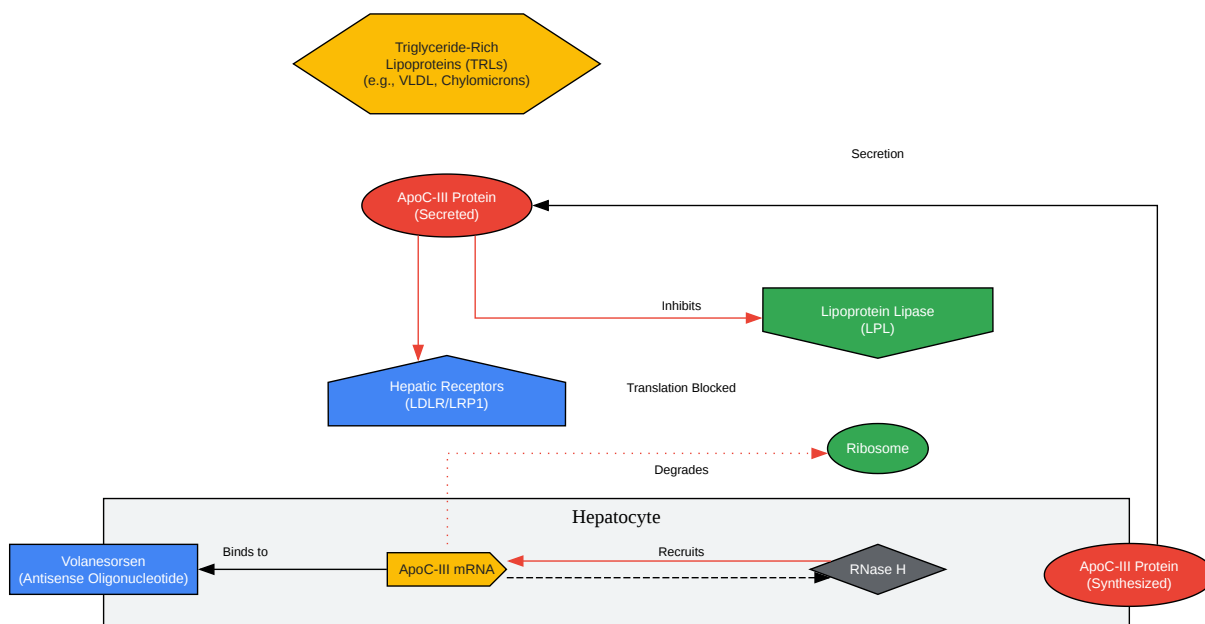 Triglyceride-Rich
Lipoproteins (TRLs)
(e.g., VLDL, Chylomicrons)
Secretion
ApoC-III Protein
(Secreted)
Inhibits
Lipoprotein Lipase
(LPL)
Hepatic Receptors
(LDLR/LRP1)
Translation Blocked
Ribosome
Degrades
Hepatocyte
Volanesorsen
(Antisense Oligonucleotide)
Binds to
ApoC-III mRNA
Recruits
RNase H
ApoC-III Protein
(Synthesized)